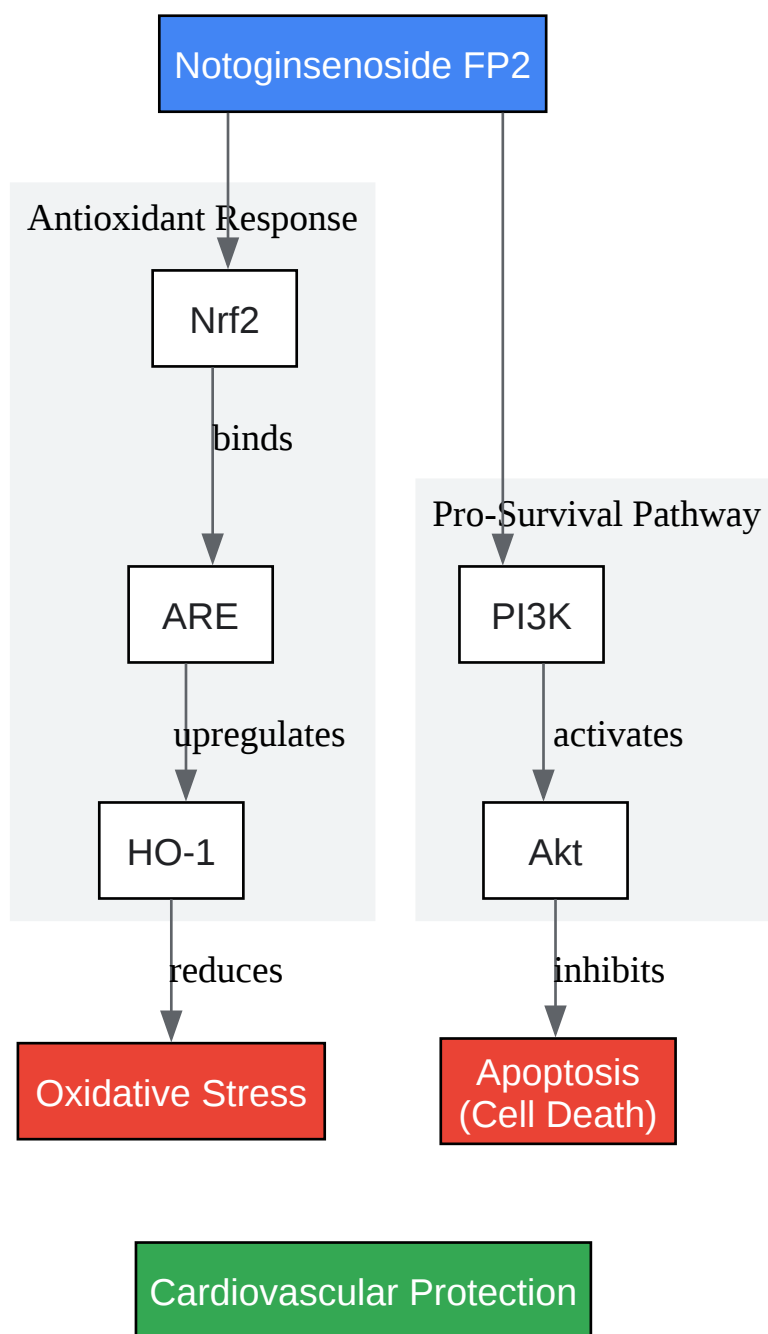 Notoginsenoside FP2
Antioxidant Response
Nrf2
binds
ARE
upregulates
HO-1
reduces
Oxidative Stress
Pro-Survival Pathway
PI3K
activates
Akt
inhibits
Apoptosis
(Cell Death)
Cardiovascular Protection